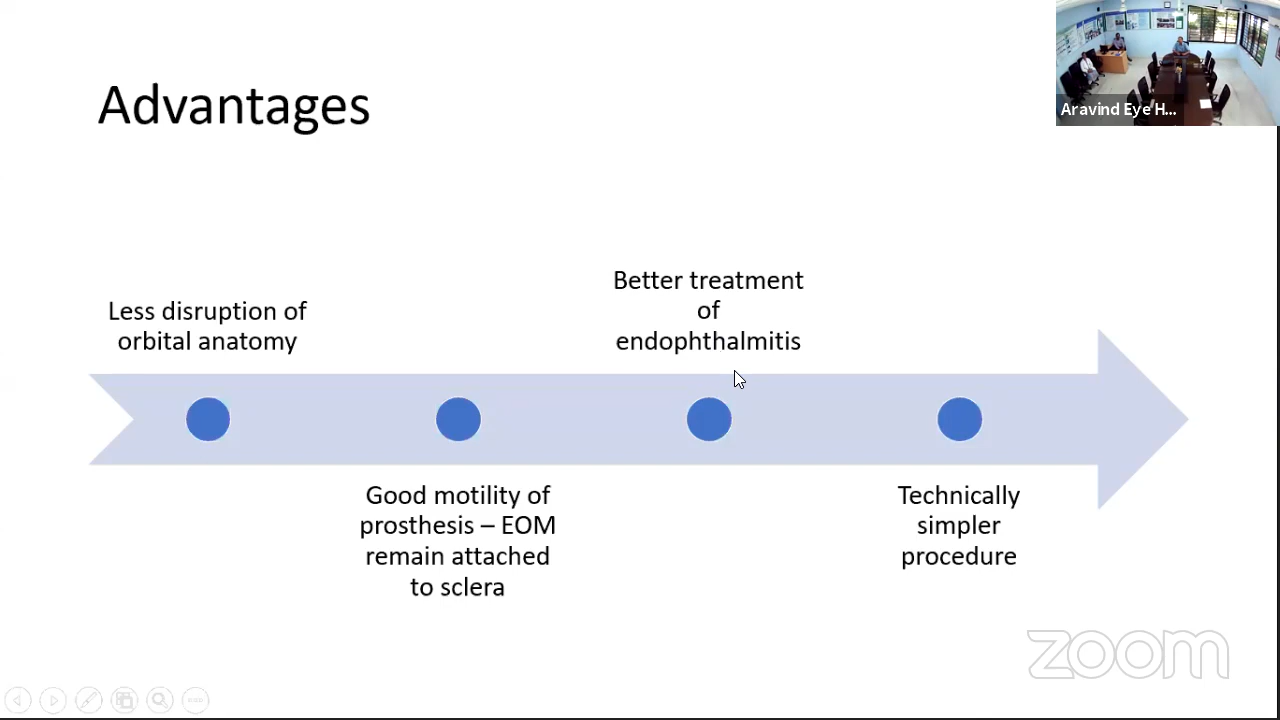 Advantages
Aravind Eye H...
Less disruption of
orbital anatomy
Good motility of
prosthesis – EOM
remain attached
to sclera
Better treatment
of
endophthalmitis
Technically
simpler
procedure
zoom